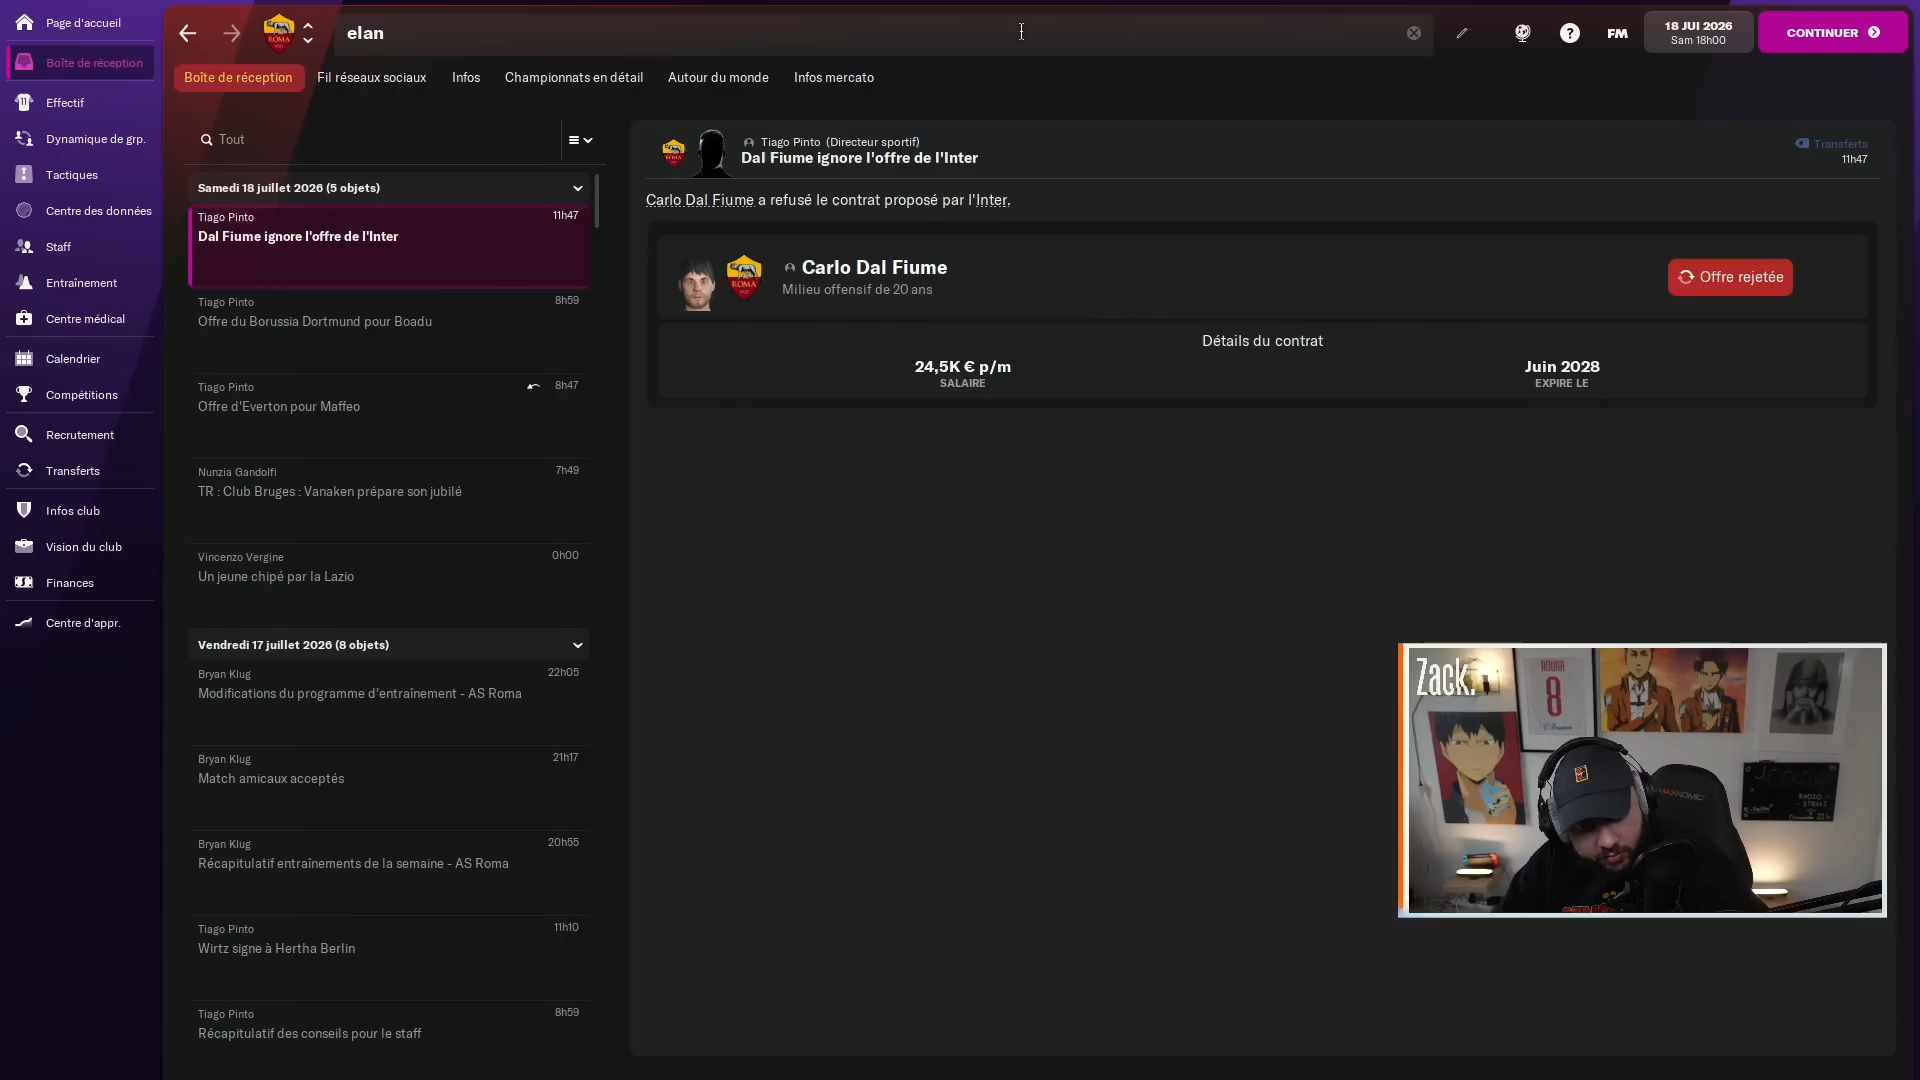 Page d'accueil
Boîte de réception
Effectif
Dynamique de grp.
Tactiques
Centre des données
Staff
Entraînement
Centre médical
Calendrier
Compétitions
Recrutement
Transferts
Infos club
Vision du club
Finances
Centre d'appr.
ROMA
elan
FM
18 JUI 2026
Sam 18h00
CONTINUER
Boîte de réception
Fil réseaux sociaux
Infos
Championnats en détail
Autour du monde
Infos mercato
Tout
Samedi 18 juillet 2026 (5 objets)
Tiago Pinto 11h47
Dal Fiume ignore l'offre de l'Inter
Tiago Pinto 8h59
Offre du Borussia Dortmund pour Boadu
Tiago Pinto 8h47
Offre d'Everton pour Maffeo
Nunzia Gandolfi 7h49
TR : Club Bruges : Vanaken prépare son jubilé
Vincenzo Vergine 0h00
Un jeune chipé par la Lazio
Vendredi 17 juillet 2026 (8 objets)
Bryan Klug 22h05
Modifications du programme d'entraînement - AS Roma
Bryan Klug 21h17
Match amicaux acceptés
Bryan Klug 20h55
Récapitulatif entraînements de la semaine - AS Roma
Tiago Pinto 11h10
Wirtz signe à Hertha Berlin
Tiago Pinto 8h59
Récapitulatif des conseils pour le staff
Tiago Pinto (Directeur sportif)
Dal Fiume ignore l'offre de l'Inter
Transferts
11h47
Carlo Dal Fiume a refusé le contrat proposé par l'Inter.
ROMA
Carlo Dal Fiume
Milieu offensif de 20 ans
Offre rejetée
Détails du contrat
24,5K € p/m
SALAIRE
Juin 2028
EXPIRE LE
Zack.
AOUAR
8
MAXNOMIC
RADIO
STREET